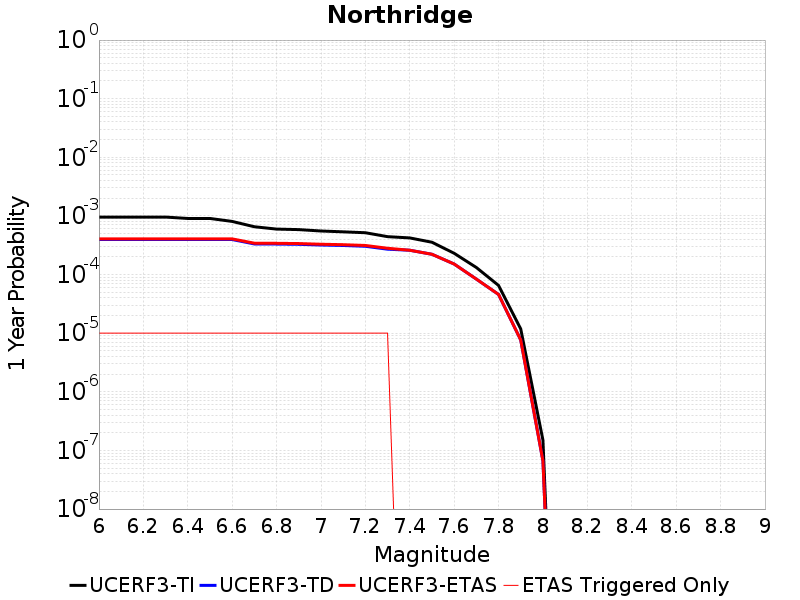 Northridge
10^0
10^-1
10^-2
10^-3
10^-4
10^-5
10^-6
10^-7
10^-8
1 Year Probability
6 6.2 6.4 6.6 6.8 7 7.2 7.4 7.6 7.8 8 8.2 8.4 8.6 8.8 9
Magnitude
UCERF3-TI UCERF3-TD UCERF3-ETAS ETAS Triggered Only